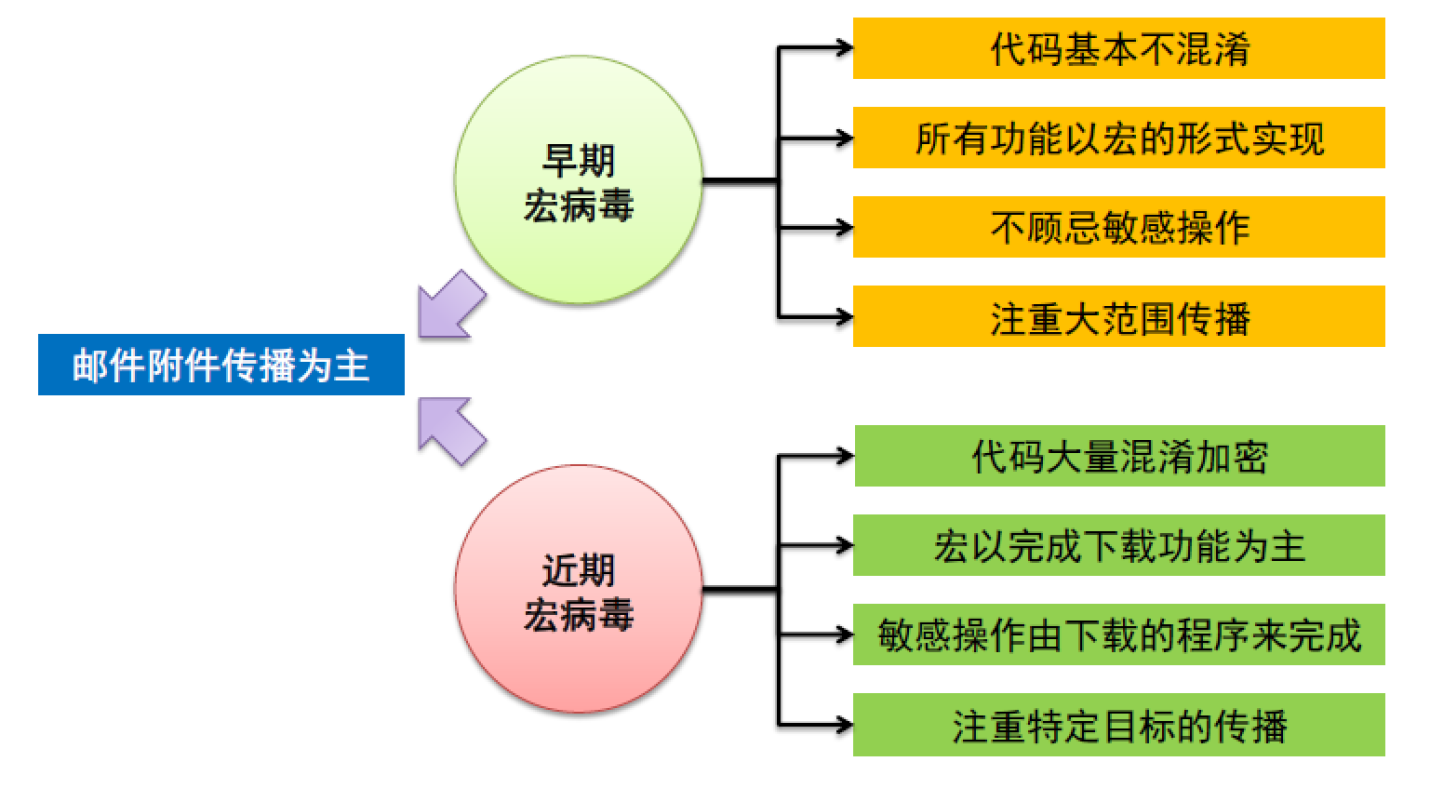 代码基本不混淆
所有功能以宏的形式实现
早期
宏病毒
不顾忌敏感操作
注重大范围传播
邮件附件传播为主
代码大量混淆加密
宏以完成下载功能为主
近期
宏病毒
敏感操作由下载的程序来完成
注重特定目标的传播